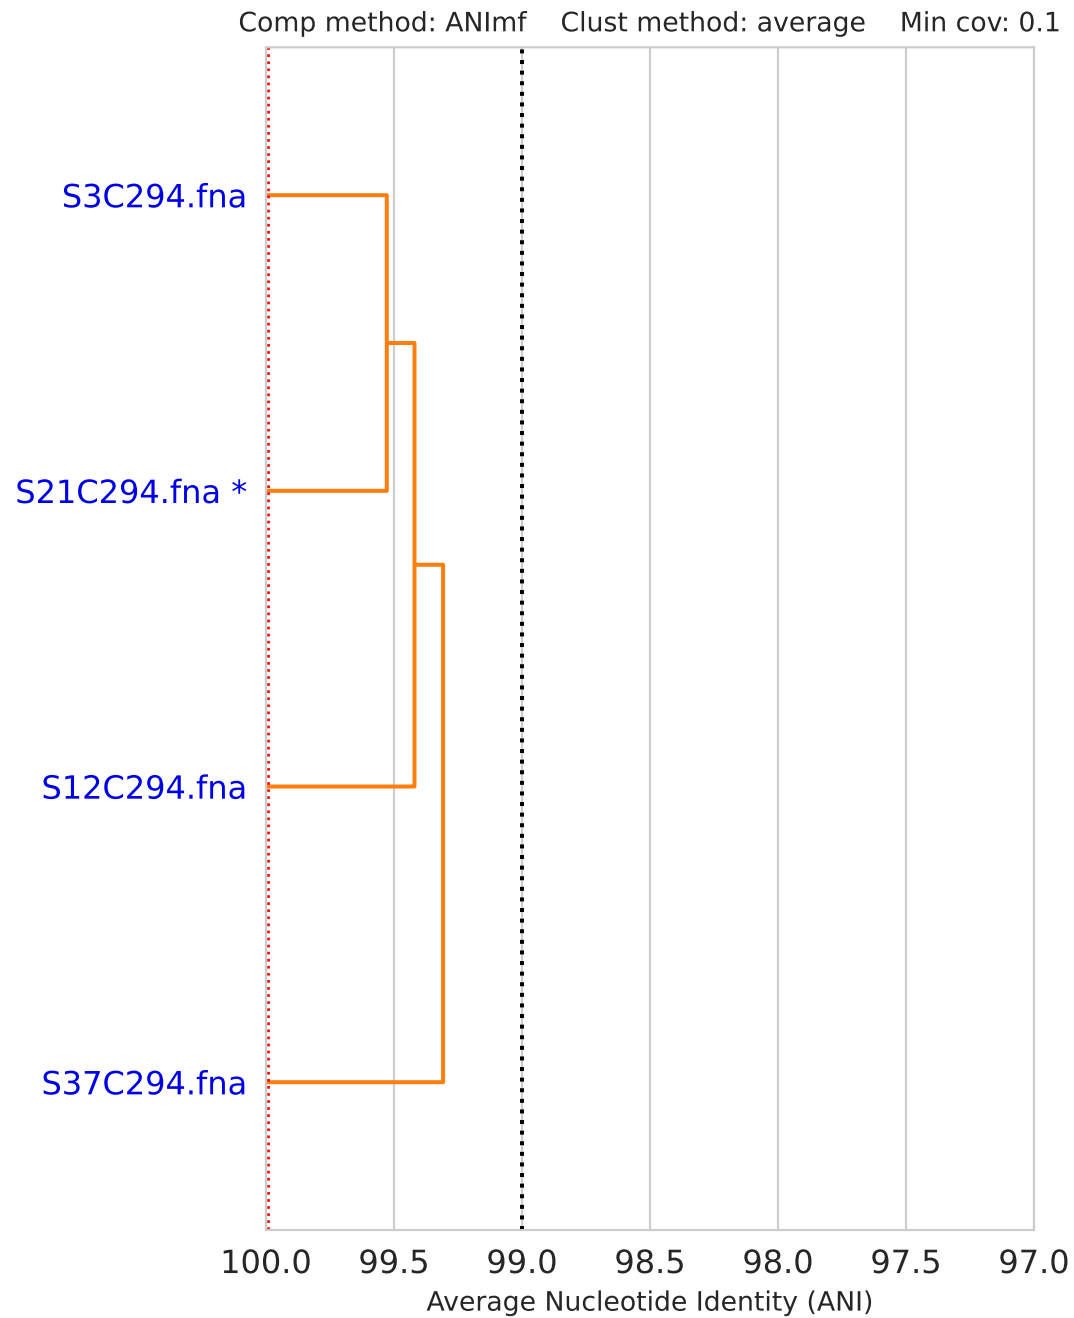 Comp method: ANImf    Clust method: average    Min cov: 0.1
S3C294.fna
S21C294.fna *
S12C294.fna
S37C294.fna
100.0 99.5 99.0 98.5 98.0 97.5 97.0
Average Nucleotide Identity (ANI)